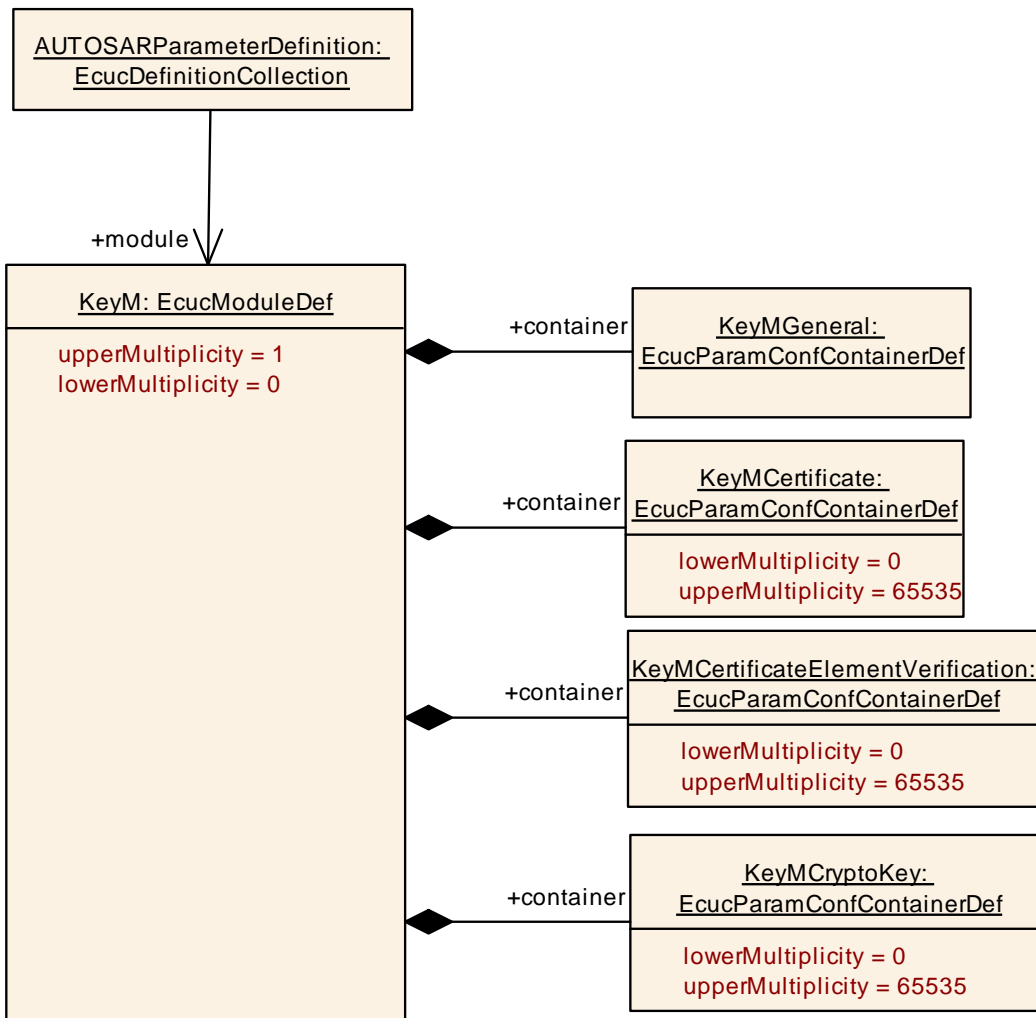 AUTOSARParameterDefinition:
EcucDefinitionCollection
+module
KeyM: EcucModuleDef
upperMultiplicity = 1
lowerMultiplicity = 0
+container
KeyMGeneral:
EcucParamConfContainerDef
+container
KeyMCertificate:
EcucParamConfContainerDef
lowerMultiplicity = 0
upperMultiplicity = 65535
+container
KeyMCertificateElementVerification:
EcucParamConfContainerDef
lowerMultiplicity = 0
upperMultiplicity = 65535
+container
KeyMCryptoKey:
EcucParamConfContainerDef
lowerMultiplicity = 0
upperMultiplicity = 65535